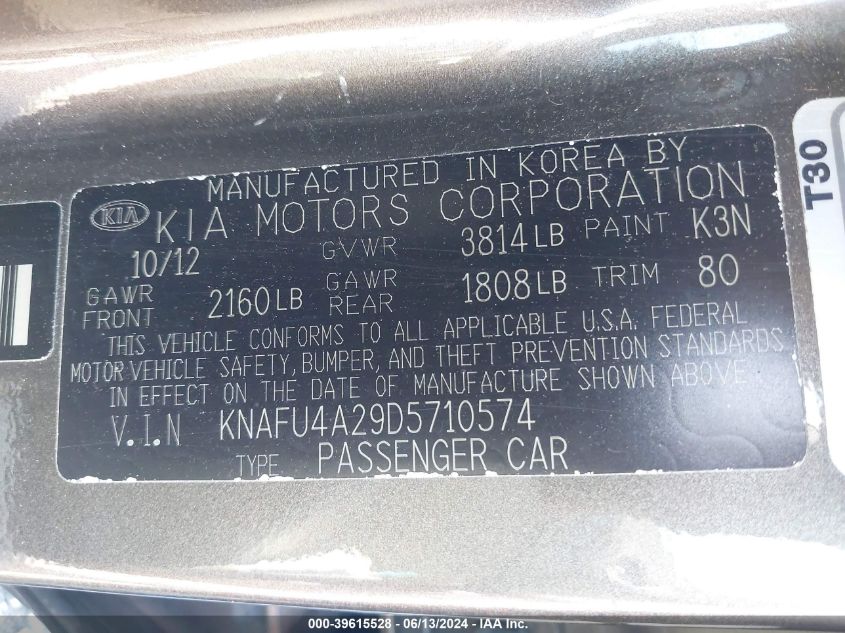 MANUFACTURED IN KOREA BY
KIA KIA MOTORS CORPORATION
10/12 GVWR 3814 LB PAINT K3N
GAWR FRONT 2160 LB GAWR REAR 1808 LB TRIM 80
THIS VEHICLE CONFORMS TO ALL APPLICABLE U.S.A. FEDERAL
MOTOR VEHICLE SAFETY, BUMPER, AND THEFT PREVENTION STANDARDS
IN EFFECT ON THE DATE OF MANUFACTURE SHOWN ABOVE
V.I.N KNAFU4A29D5710574
TYPE PASSENGER CAR
T30
000-39615528 - 06/13/2024 - IAA Inc.